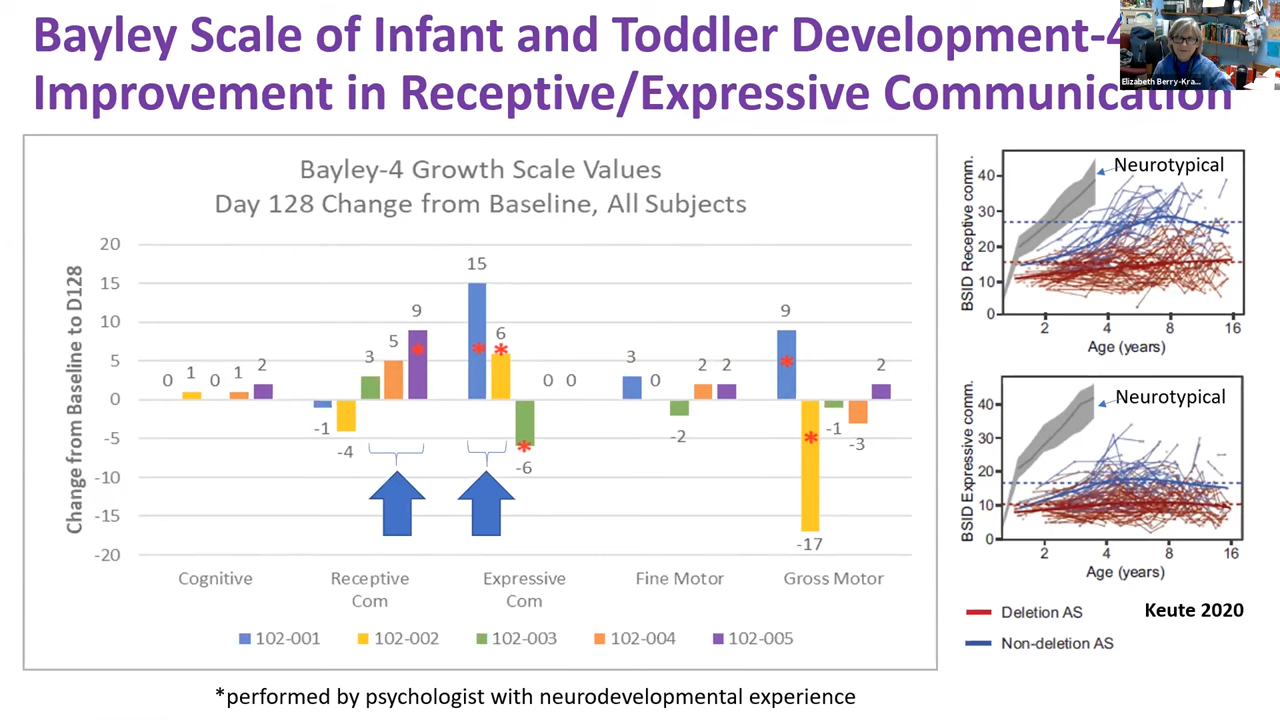 Bayley Scale of Infant and Toddler Development-4
Improvement in Receptive/Expressive Communication
Elizabeth Berry-Kra...
Bayley-4 Growth Scale Values
Day 128 Change from Baseline, All Subjects
Change from Baseline to D128
20
15
10
5
0
-5
-10
-15
-20
0 1 0 1 2
-1 -4 3 5 9
*
15 6 -6 0 0
* * *
3 0 -2 2 2
9 -17 -1 -3 2
* *
Cognitive
Receptive
Com
Expressive
Com
Fine Motor
Gross Motor
102-001 102-002 102-003 102-004 102-005
*performed by psychologist with neurodevelopmental experience
BSID Receptive comm.
40
30
20
10
0
Neurotypical
2 4 8 16
Age (years)
BSID Expressive comm.
40
30
20
10
0
Neurotypical
2 4 8 16
Age (years)
Deletion AS
Non-deletion AS
Keute 2020